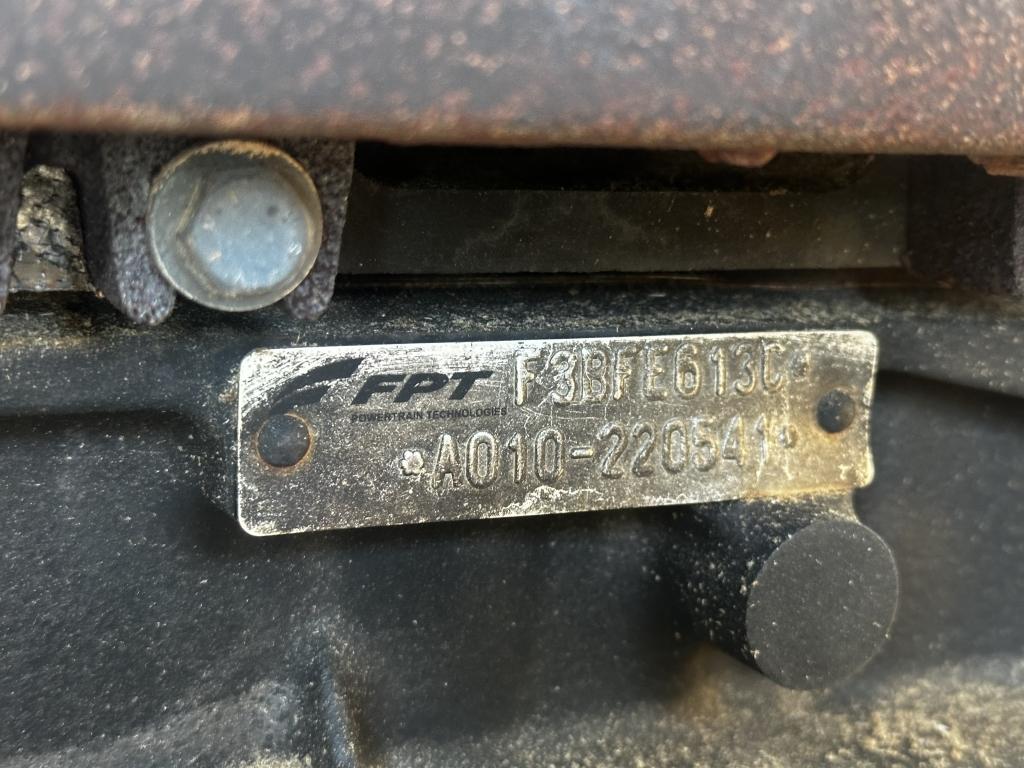 FPT F3BFE613C*
POWERTRAIN TECHNOLOGIES
*A010-220541*